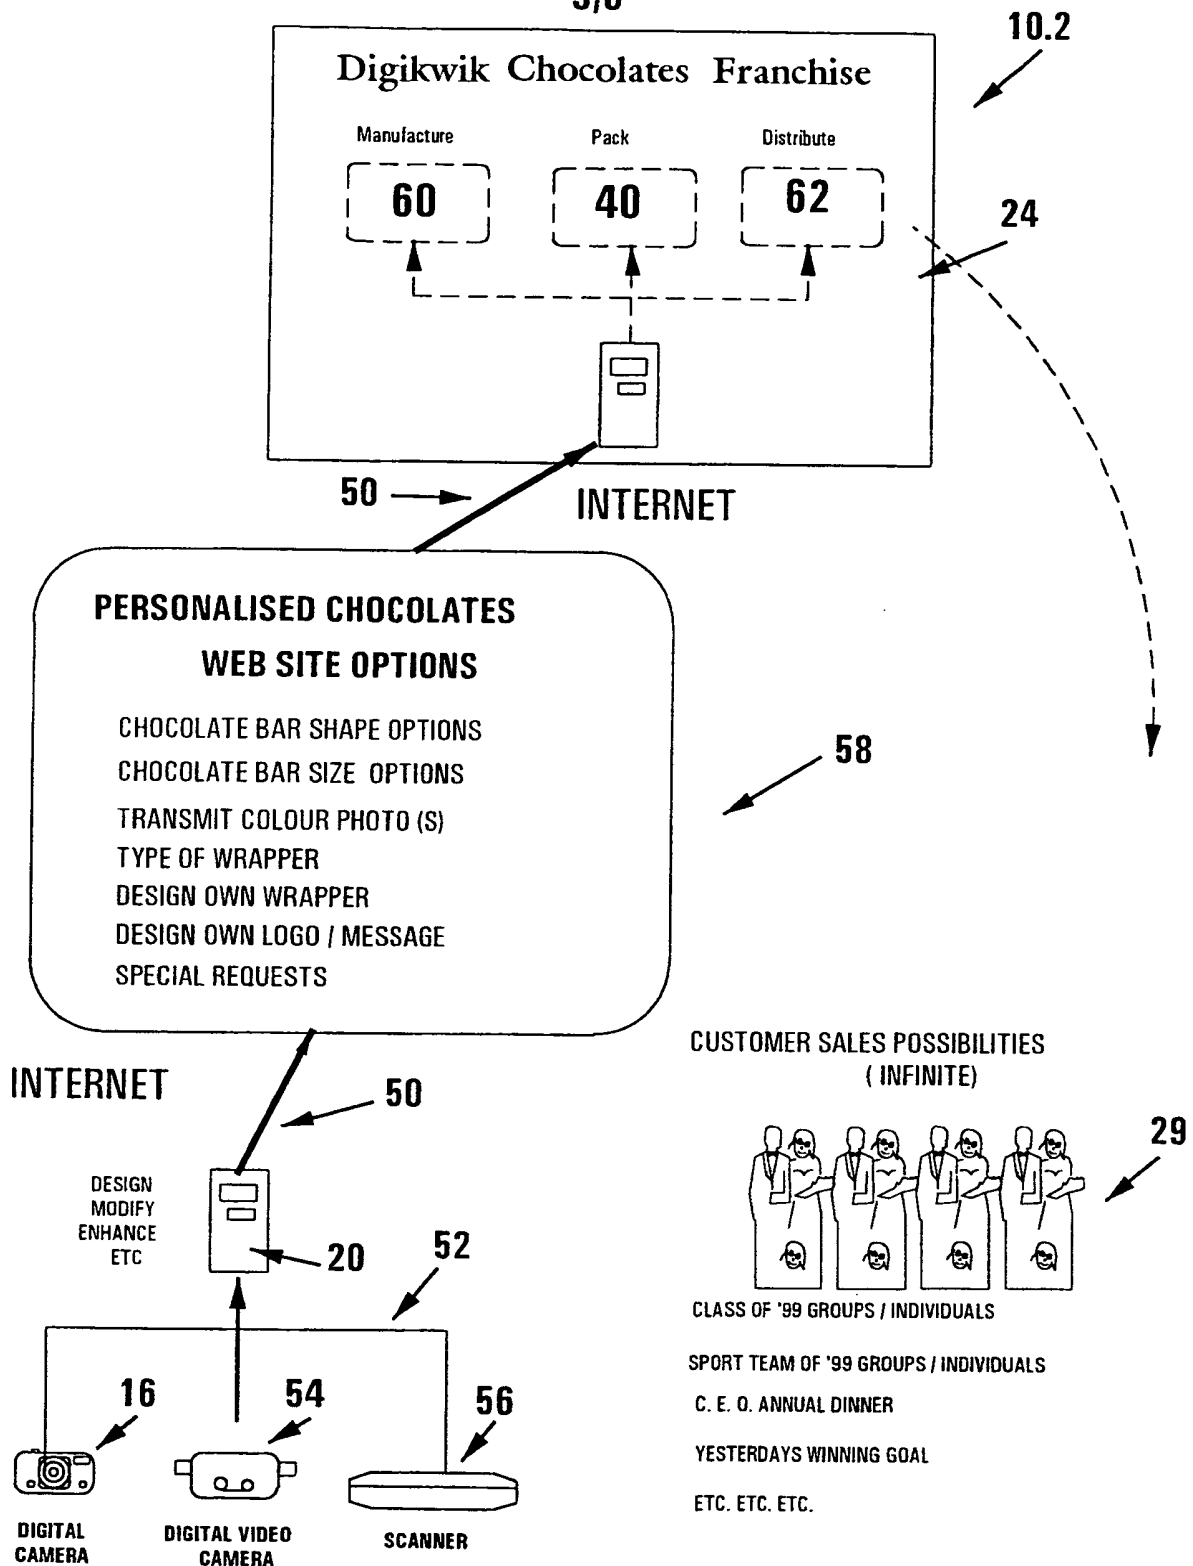 10.2
Digikwik Chocolates Franchise
Manufacture Pack Distribute
60 40 62
24
50
INTERNET
PERSONALISED CHOCOLATES
WEB SITE OPTIONS
CHOCOLATE BAR SHAPE OPTIONS
CHOCOLATE BAR SIZE OPTIONS
TRANSMIT COLOUR PHOTO (S)
TYPE OF WRAPPER
DESIGN OWN WRAPPER
DESIGN OWN LOGO / MESSAGE
SPECIAL REQUESTS
58
INTERNET
50
DESIGN
MODIFY
ENHANCE
ETC
20
52
16
54
56
DIGITAL
CAMERA
DIGITAL VIDEO
CAMERA
SCANNER
CUSTOMER SALES POSSIBILITIES
( INFINITE)
29
CLASS OF '99 GROUPS / INDIVIDUALS
SPORT TEAM OF '99 GROUPS / INDIVIDUALS
C. E. O. ANNUAL DINNER
YESTERDAYS WINNING GOAL
ETC. ETC. ETC.